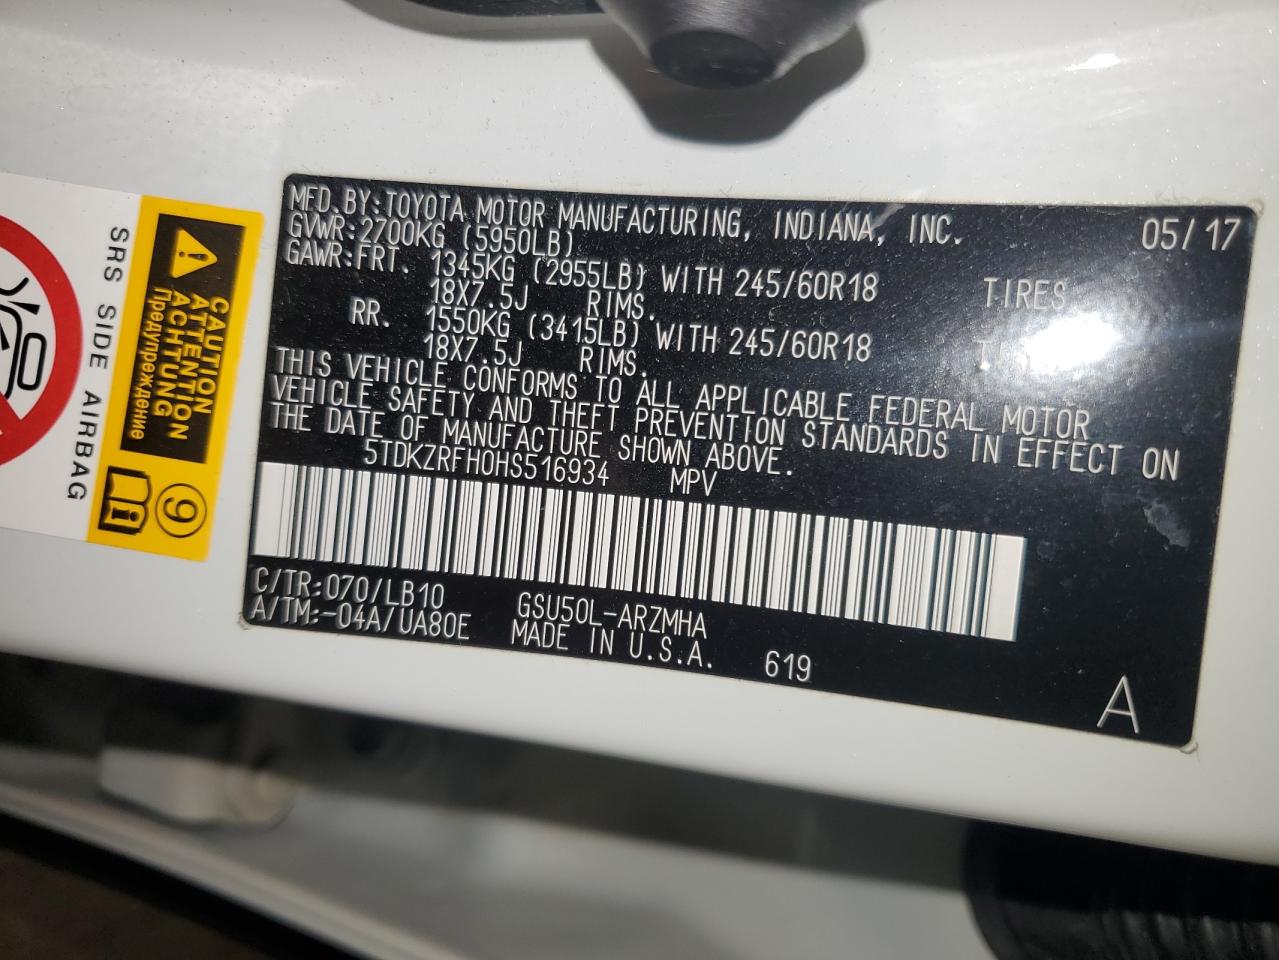 MFD.BY:TOYOTA MOTOR MANUFACTURING, INDIANA, INC. 05/17
GVWR:2700KG (5950LB)
GAWR:FRT. 1345KG (2955LB) WITH 245/60R18 TIRES
18X7.5J RIMS.
RR. 1550KG (3415LB) WITH 245/60R18
18X7.5J RIMS.
THIS VEHICLE CONFORMS TO ALL APPLICABLE FEDERAL MOTOR
VEHICLE SAFETY AND THEFT PREVENTION STANDARDS IN EFFECT ON
THE DATE OF MANUFACTURE SHOWN ABOVE.
5TDKZRFH0HS516934 MPV
C/TR:070/LB10 GSU50L-ARZMHA
A/TM:-04A/UA80E MADE IN U.S.A. 619
A
CAUTION
ATTENTION
ACHTUNG
Предупреждение
9
i
SRS SIDE AIRBAG